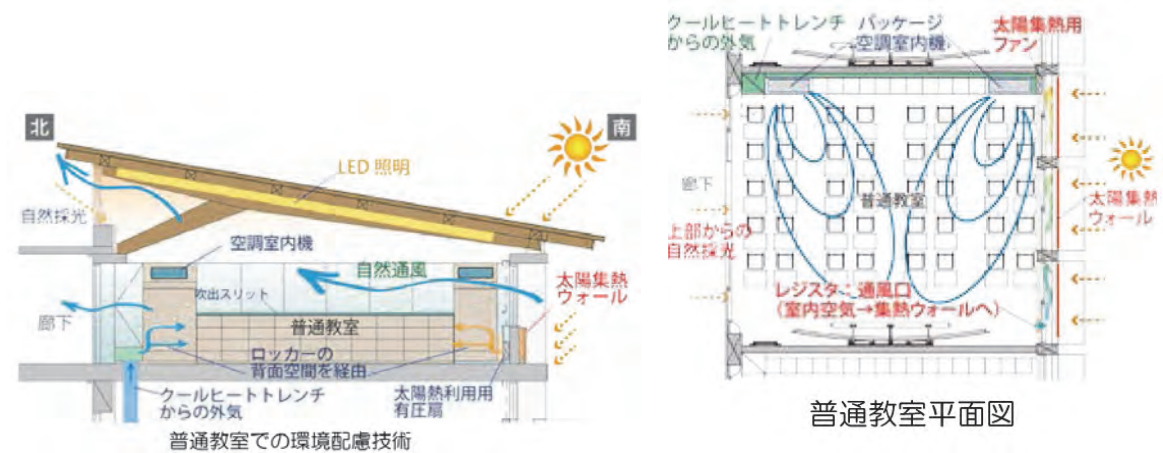 北
南
LED 照明
自然採光
空調室内機
自然通風
太陽集熱
ウォール
吹出スリット
廊下
普通教室
ロッカーの
背面空間を経由
クールヒートトレンチ
からの外気
太陽熱利用用
有圧扇
普通教室での環境配慮技術
クールヒートトレンチ
からの外気
パッケージ
空調室内機
太陽集熱用
ファン
廊下
普通教室
上部からの
自然採光
太陽集熱
ウォール
レジスタ：通風口
（室内空気→集熱ウォールへ）
普通教室平面図